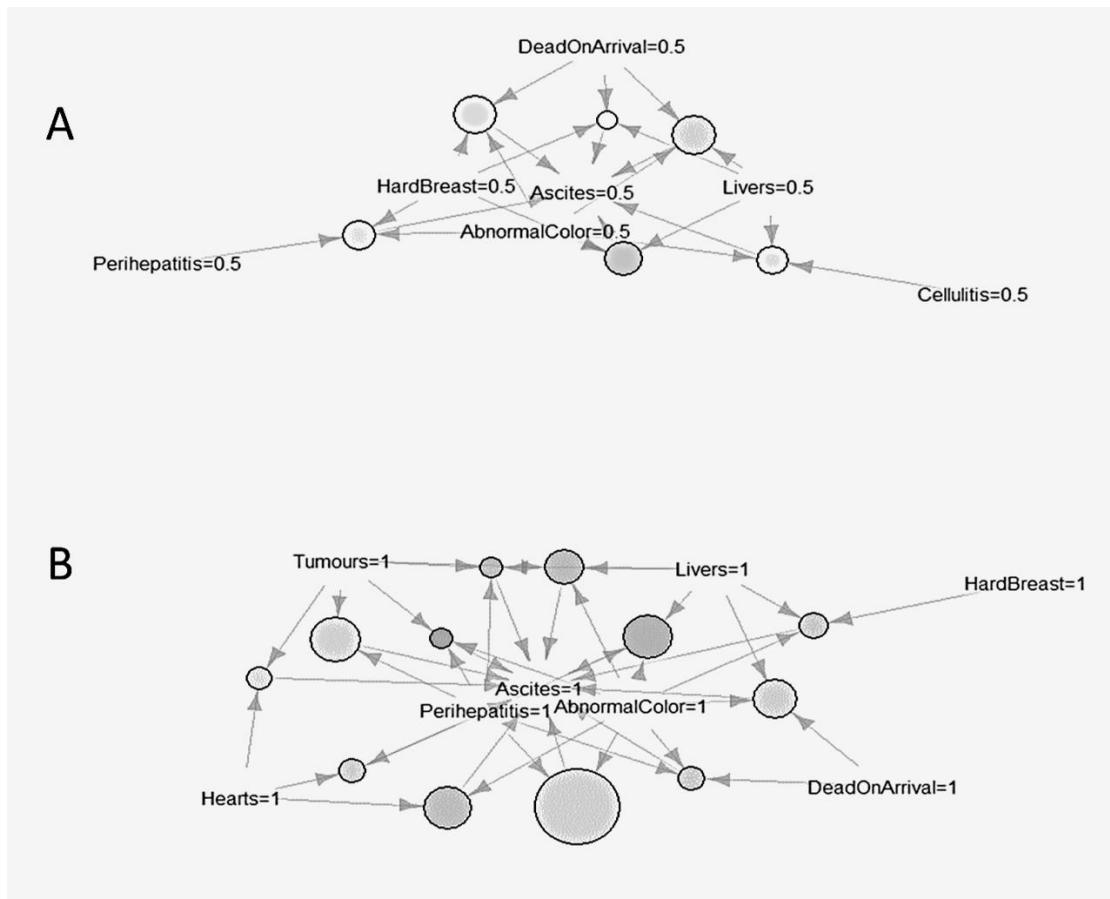 A
DeadOnArrival=0.5
HardBreast=0.5
Ascites=0.5
Livers=0.5
AbnormalColor=0.5
Perihepatitis=0.5
Cellulitis=0.5
B
Tumours=1
Livers=1
HardBreast=1
Ascites=1
Perihepatitis=1
AbnormalColor=1
Hearts=1
DeadOnArrival=1